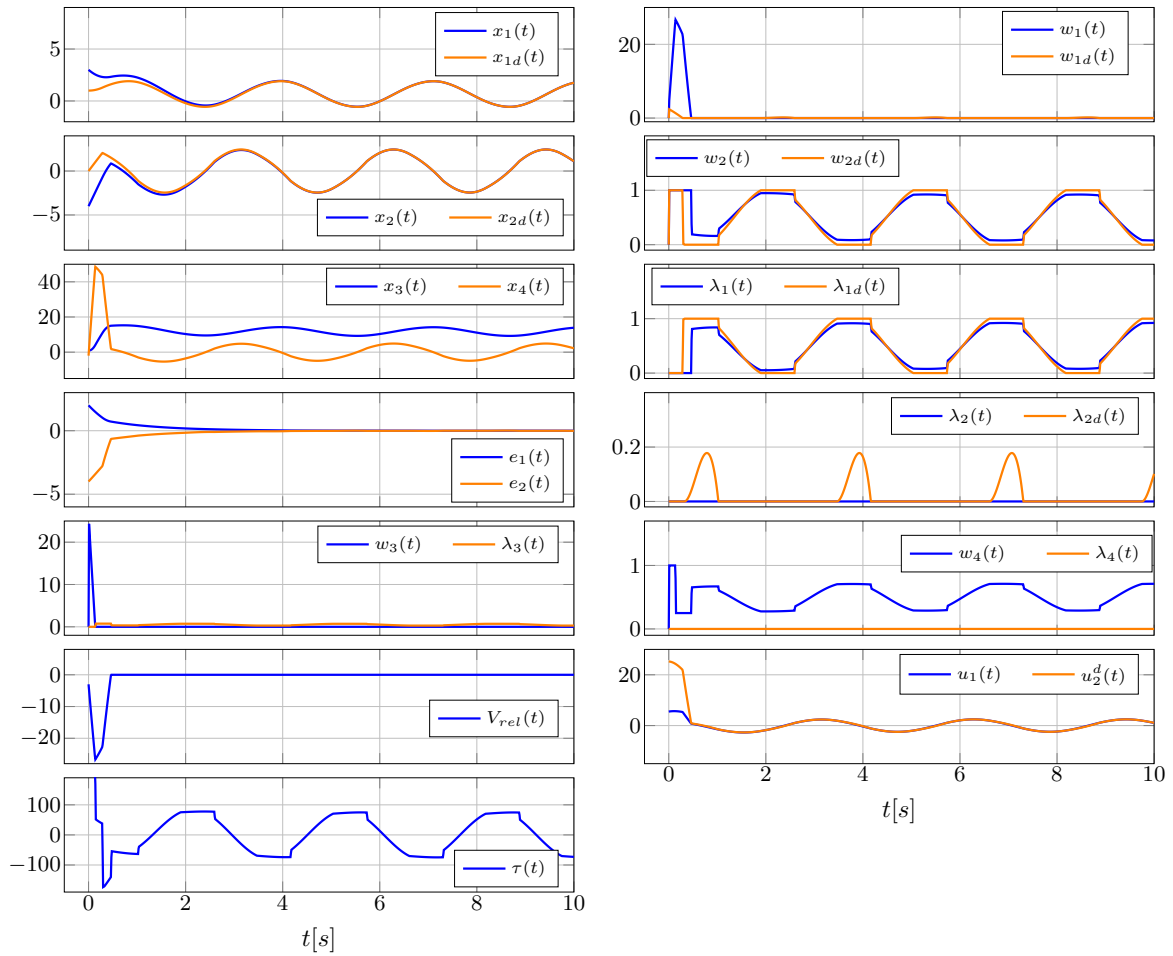 5
0
x₁(t)
x₁d(t)
0
−5
x₂(t) x₂d(t)
40
20
0
x₃(t) x₄(t)
0
−5
e₁(t)
e₂(t)
20
10
0
w₃(t) λ₃(t)
0
−10
−20
V_rel(t)
100
0
−100
τ(t)
0 2 4 6 8 10
t[s]
20
0
w₁(t)
w₁d(t)
1
0
w₂(t) w₂d(t)
1
0
λ₁(t) λ₁d(t)
0.2
0
λ₂(t) λ₂d(t)
1
0
w₄(t) λ₄(t)
20
0
u₁(t) u₂ᵈ(t)
0 2 4 6 8 10
t[s]